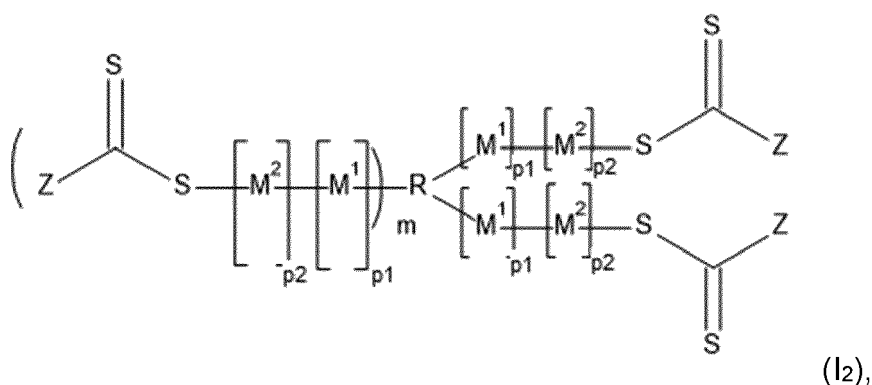 S
S
( Z S [M²]p2 [M¹]p1 )m R [M¹]p1 [M²]p2 S Z
[M¹]p1 [M²]p2 S Z
S
(I₂),